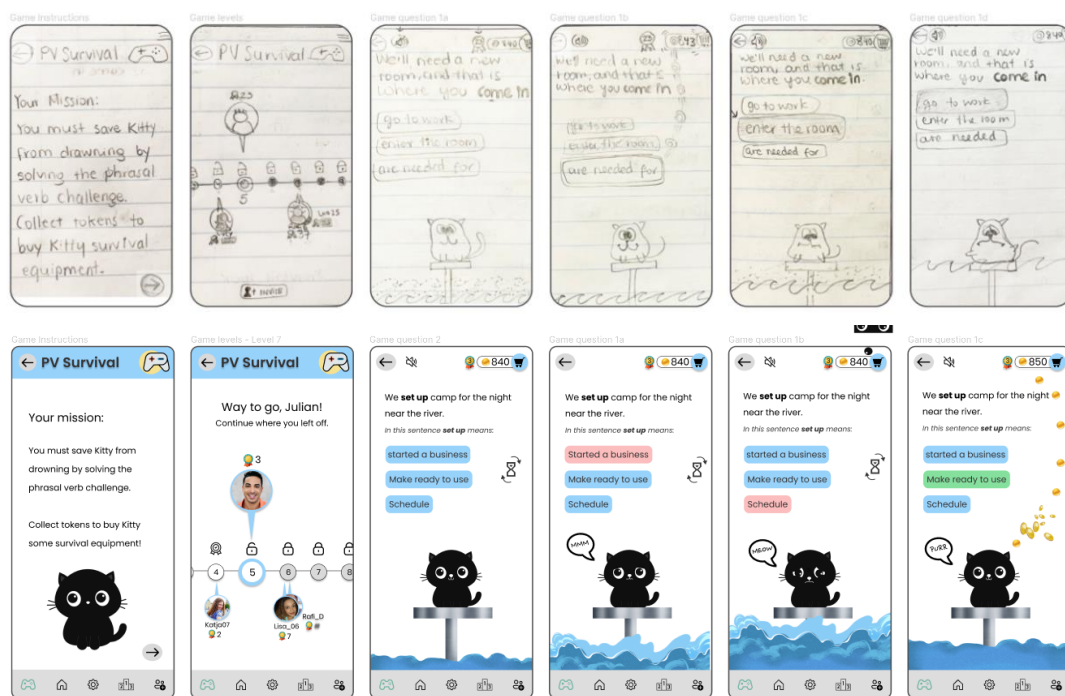 Game Instructions
PV Survival
Your Mission:
You must save Kitty
from drowning by
solving the phrasal
verb challenge.
Collect tokens to
buy Kitty survival
equipment.
Game levels
PV Survival
23
5
INVITE
Game question 1a
840
We'll need a new
room, and that is
where you come in
go to work
enter the room
are needed for
Game question 1b
843
We'll need a new
room, and that is
where you come in
go to work
enter the room
are needed for
Game question 1c
840
We'll need a new
room, and that is
where you come in
go to work
enter the room
are needed for
Game question 1d
840
We'll need a new
room, and that is
where you come in
go to work
enter the room
are needed
Game Instructions
PV Survival
Your mission:
You must save Kitty from
drowning by solving the
phrasal verb challenge.
Collect tokens to buy Kitty
some survival equipment!
Game levels - Level 7
PV Survival
Way to go, Julian!
Continue where you left off.
3
4
5
6
7
8
Katja07
2
Lisa_06
7
Rafi_D
Game question 2
840
We set up camp for the night
near the river.
In this sentence set up means:
started a business
Make ready to use
Schedule
Game question 1a
840
We set up camp for the night
near the river.
In this sentence set up means:
Started a business
Make ready to use
Schedule
MMM
Game question 1b
840
We set up camp for the night
near the river.
In this sentence set up means:
started a business
Make ready to use
Schedule
MEOW
Game question 1c
850
We set up camp for the night
near the river.
In this sentence set up means:
started a business
Make ready to use
Schedule
PURR